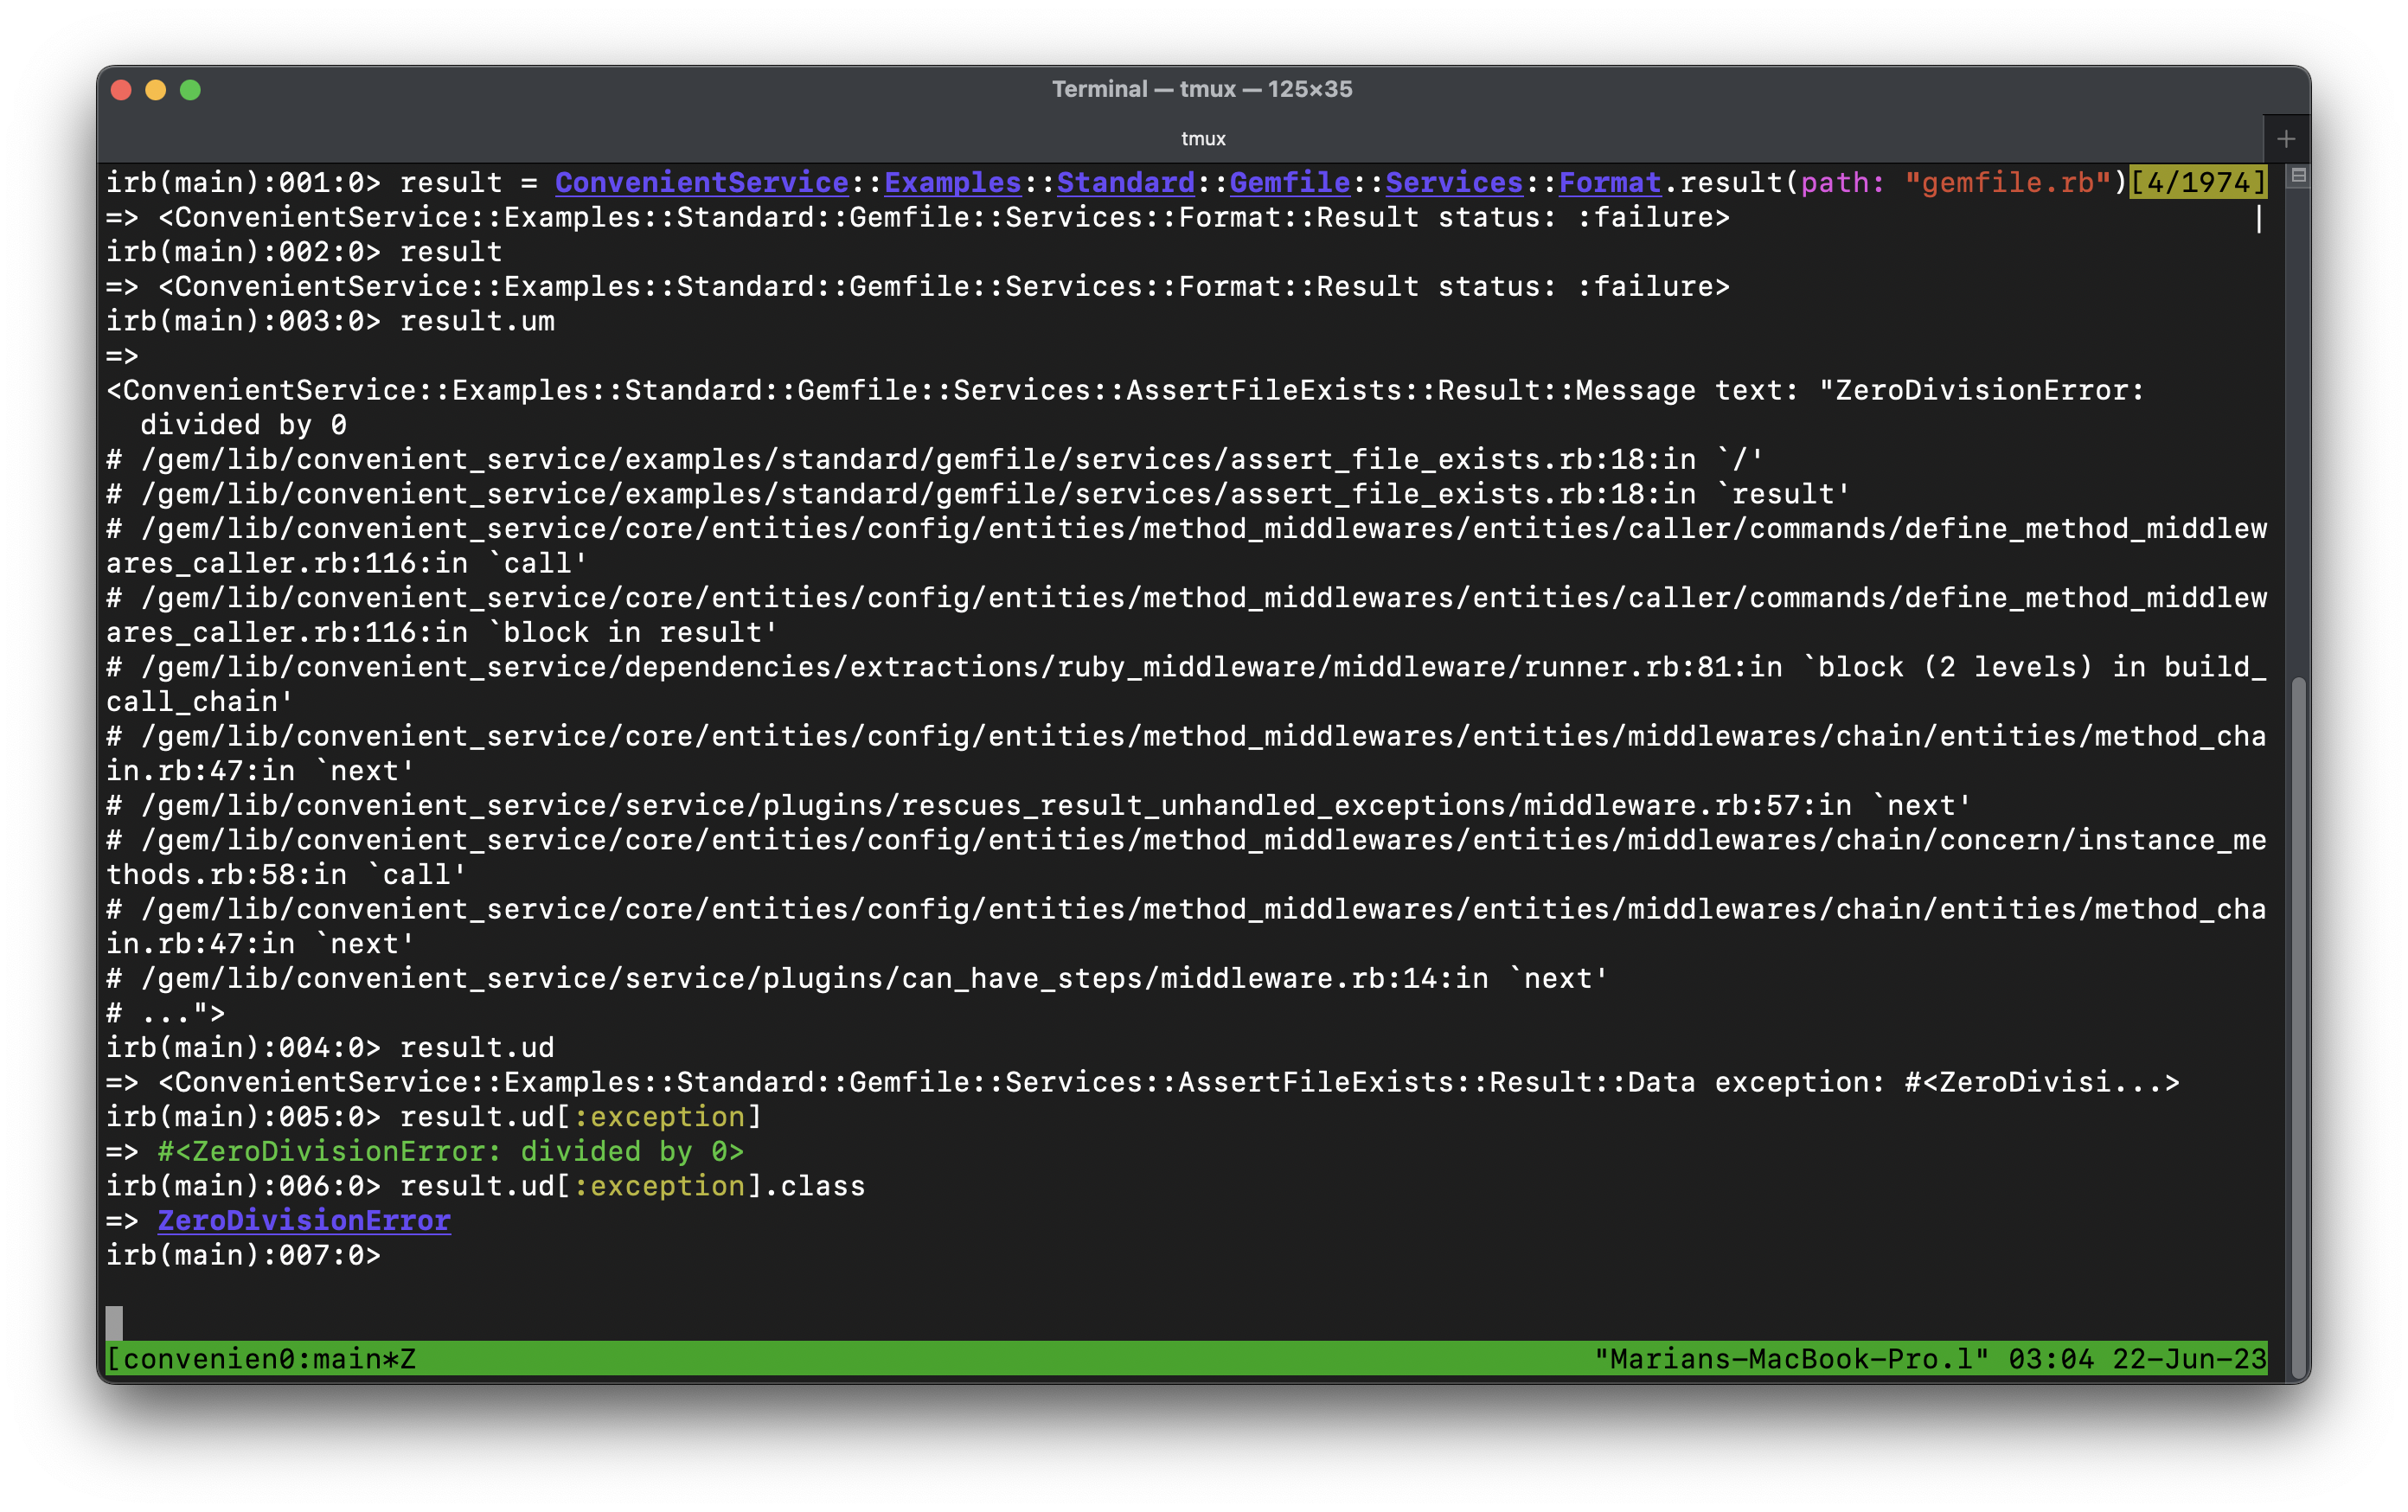 Terminal — tmux — 125×35
tmux
irb(main):001:0> result = ConvenientService::Examples::Standard::Gemfile::Services::Format.result(path: "gemfile.rb")[4/1974]
=> <ConvenientService::Examples::Standard::Gemfile::Services::Format::Result status: :failure>
irb(main):002:0> result
=> <ConvenientService::Examples::Standard::Gemfile::Services::Format::Result status: :failure>
irb(main):003:0> result.um
=>
<ConvenientService::Examples::Standard::Gemfile::Services::AssertFileExists::Result::Message text: "ZeroDivisionError:
  divided by 0
# /gem/lib/convenient_service/examples/standard/gemfile/services/assert_file_exists.rb:18:in `/'
# /gem/lib/convenient_service/examples/standard/gemfile/services/assert_file_exists.rb:18:in `result'
# /gem/lib/convenient_service/core/entities/config/entities/method_middlewares/entities/caller/commands/define_method_middlew
ares_caller.rb:116:in `call'
# /gem/lib/convenient_service/core/entities/config/entities/method_middlewares/entities/caller/commands/define_method_middlew
ares_caller.rb:116:in `block in result'
# /gem/lib/convenient_service/dependencies/extractions/ruby_middleware/middleware/runner.rb:81:in `block (2 levels) in build_
call_chain'
# /gem/lib/convenient_service/core/entities/config/entities/method_middlewares/entities/middlewares/chain/entities/method_cha
in.rb:47:in `next'
# /gem/lib/convenient_service/service/plugins/rescues_result_unhandled_exceptions/middleware.rb:57:in `next'
# /gem/lib/convenient_service/core/entities/config/entities/method_middlewares/entities/middlewares/chain/concern/instance_me
thods.rb:58:in `call'
# /gem/lib/convenient_service/core/entities/config/entities/method_middlewares/entities/middlewares/chain/entities/method_cha
in.rb:47:in `next'
# /gem/lib/convenient_service/service/plugins/can_have_steps/middleware.rb:14:in `next'
# ...">
irb(main):004:0> result.ud
=> <ConvenientService::Examples::Standard::Gemfile::Services::AssertFileExists::Result::Data exception: #<ZeroDivisi...>
irb(main):005:0> result.ud[:exception]
=> #<ZeroDivisionError: divided by 0>
irb(main):006:0> result.ud[:exception].class
=> ZeroDivisionError
irb(main):007:0>
[convenien0:main*Z "Marians-MacBook-Pro.l" 03:04 22-Jun-23